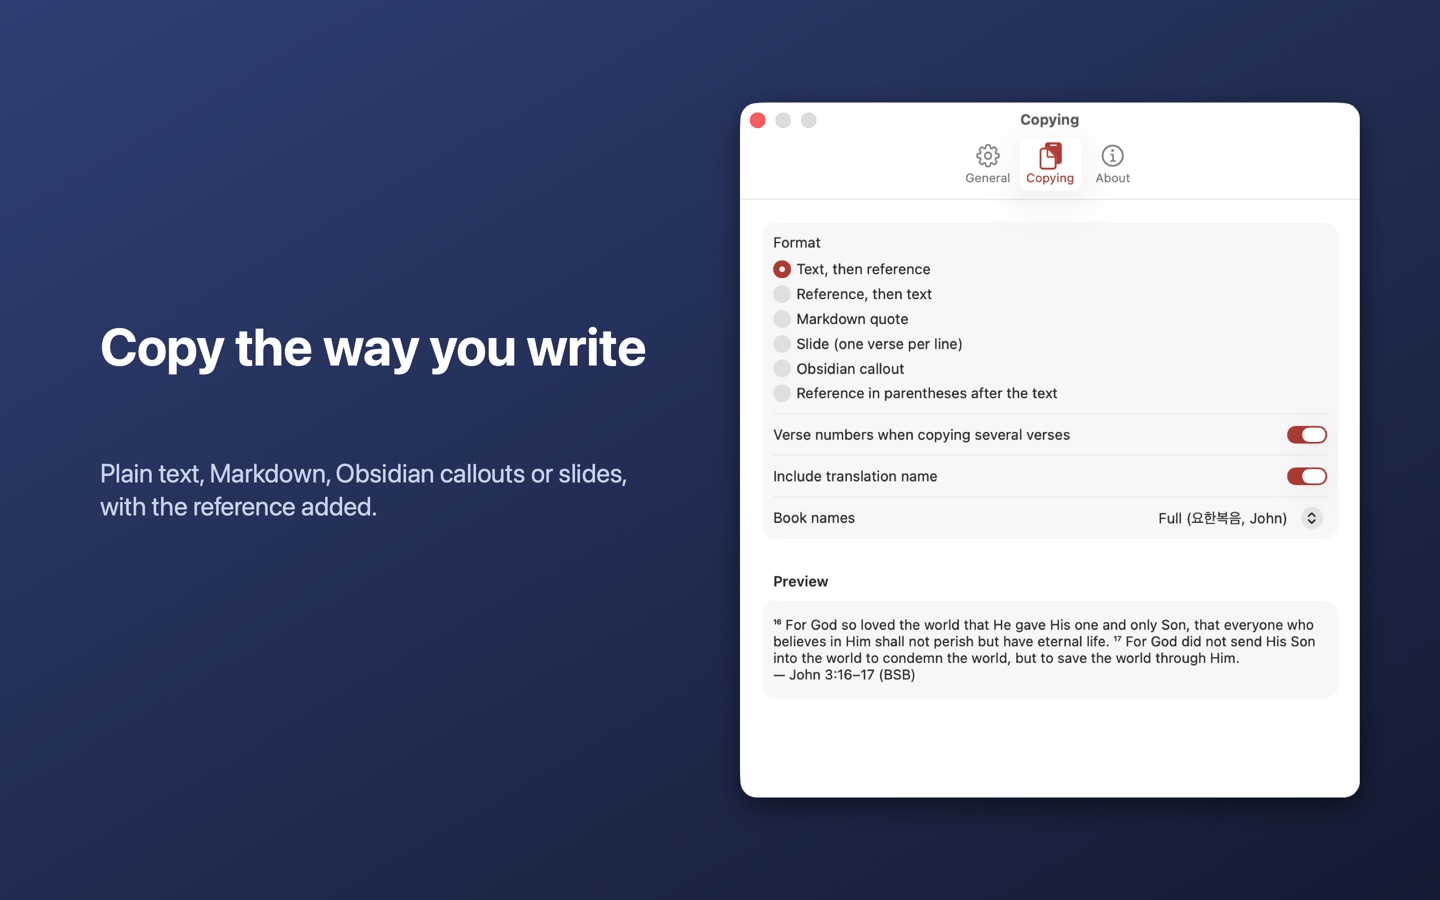 Copy the way you write
Plain text, Markdown, Obsidian callouts or slides,
with the reference added.
Copying
General
Copying
About
Format
Text, then reference
Reference, then text
Markdown quote
Slide (one verse per line)
Obsidian callout
Reference in parentheses after the text
Verse numbers when copying several verses
Include translation name
Book names
Full (요한복음, John)
Preview
¹⁶ For God so loved the world that He gave His one and only Son, that everyone who
believes in Him shall not perish but have eternal life. ¹⁷ For God did not send His Son
into the world to condemn the world, but to save the world through Him.
— John 3:16–17 (BSB)